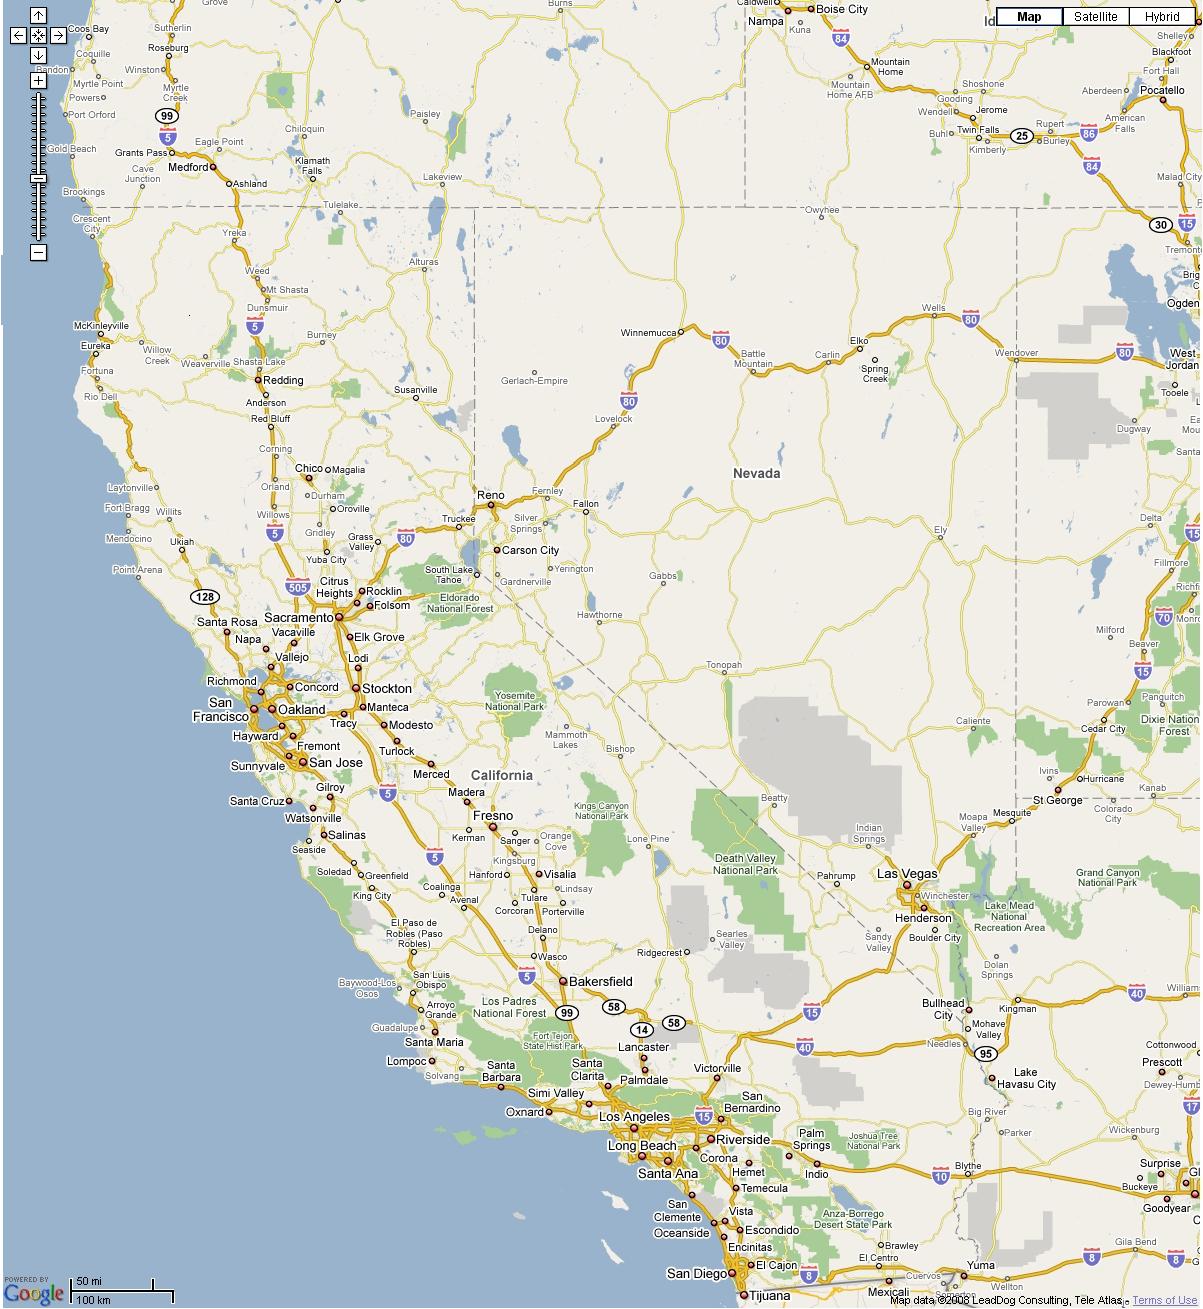 Caldwell
Nampa
Boise City
Map
Satellite
Hybrid
Burns
Kuna
Coos Bay
Sutherlin
Roseburg
Coquille
Bandon
Winston
Myrtle Point
Powers
Myrtle Creek
Port Orford
99
5
84
Mountain Home
Mountain Home AFB
Shoshone
Gooding
Wendell
Jerome
Buhl
Twin Falls
Kimberly
25
Rupert
Burley
86
84
Shelley
Blackfoot
Fort Hall
Aberdeen
Pocatello
American Falls
Malad City
Gold Beach
Grants Pass
Eagle Point
Medford
Cave Junction
Ashland
Brookings
Crescent City
Chiloquin
Klamath Falls
Paisley
Lakeview
Tulelake
Owyhee
30
15
Tremont
Brig
C
Ogden
Yreka
Weed
Mt Shasta
Dunsmuir
Alturas
5
McKinleyville
Eureka
Fortuna
Rio Dell
Willow Creek
Weaverville
Shasta Lake
Burney
Redding
Anderson
Red Bluff
Susanville
Gerlach-Empire
Winnemucca
80
Battle Mountain
Carlin
Elko
Spring Creek
Wells
80
Wendover
80
West Jordan
Tooele
Dugway
80
Lovelock
Nevada
Corning
Chico
Magalia
Orland
Durham
Oroville
Laytonville
Fort Bragg
Willits
Willows
Mendocino
Gridley
5
Grass Valley
80
Truckee
Reno
Fernley
Fallon
Silver Springs
Ukiah
Yuba City
Carson City
Ely
Delta
15
Fillmore
Point Arena
128
505
Citrus Heights
Rocklin
Folsom
South Lake Tahoe
Gardnerville
Yerington
Gabbs
Eldorado National Forest
Hawthorne
Santa Rosa
Sacramento
Napa
Vacaville
Elk Grove
70
Milford
Beaver
Vallejo
Lodi
Tonopah
15
Richmond
Concord
Stockton
San Francisco
Oakland
Manteca
Tracy
Modesto
Yosemite National Park
Panguitch
Parowan
Cedar City
Dixie Nation Forest
Hayward
Fremont
Turlock
Mammoth Lakes
Bishop
Caliente
Sunnyvale
San Jose
Merced
California
Ivins
Hurricane
Kanab
Gilroy
Madera
5
St George
Colorado City
Santa Cruz
Watsonville
Fresno
Kings Canyon National Park
Beatty
Mesquite
Moapa Valley
Salinas
Kerman
Sanger
Orange Cove
Lone Pine
Indian Springs
Seaside
5
Kingsburg
Death Valley National Park
Soledad
Greenfield
Hanford
Visalia
Pahrump
Las Vegas
Winchester
Grand Canyon National Park
King City
Coalinga
Avenal
Lindsay
Tulare
Corcoran
Porterville
Henderson
Boulder City
Lake Mead National Recreation Area
El Paso de Robles (Paso Robles)
Delano
Wasco
Ridgecrest
Searles Valley
Sandy Valley
Dolan Springs
Baywood-Los Osos
San Luis Obispo
5
Bakersfield
40
Williams
Arroyo Grande
Los Padres National Forest
99
58
14
58
15
Bullhead City
Kingman
Guadalupe
Santa Maria
Fort Tejon State Hist Park
Lancaster
40
Mohave Valley
Needles
95
Lompoc
Solvang
Santa Barbara
Santa Clarita
Palmdale
Victorville
Lake Havasu City
Cottonwood
Prescott
Dewey-Humb
Simi Valley
Oxnard
Los Angeles
15
San Bernardino
Big River
Parker
Wickenburg
17
Long Beach
Riverside
Palm Springs
Joshua Tree National Park
Santa Ana
Corona
Hemet
Indio
10
Blythe
Surprise
Gl
Buckeye
Goodyear
Temecula
San Clemente
Oceanside
Vista
Escondido
Anza-Borrego Desert State Park
Encinitas
Brawley
El Centro
San Diego
El Cajon
8
Yuma
Wellton
Gila Bend
8
8
Cuervos
Somerton
Tijuana
Mexicali
POWERED BY
Google
50 mi
100 km
Map data ©2008 LeadDog Consulting, Tele Atlas - Terms of Use